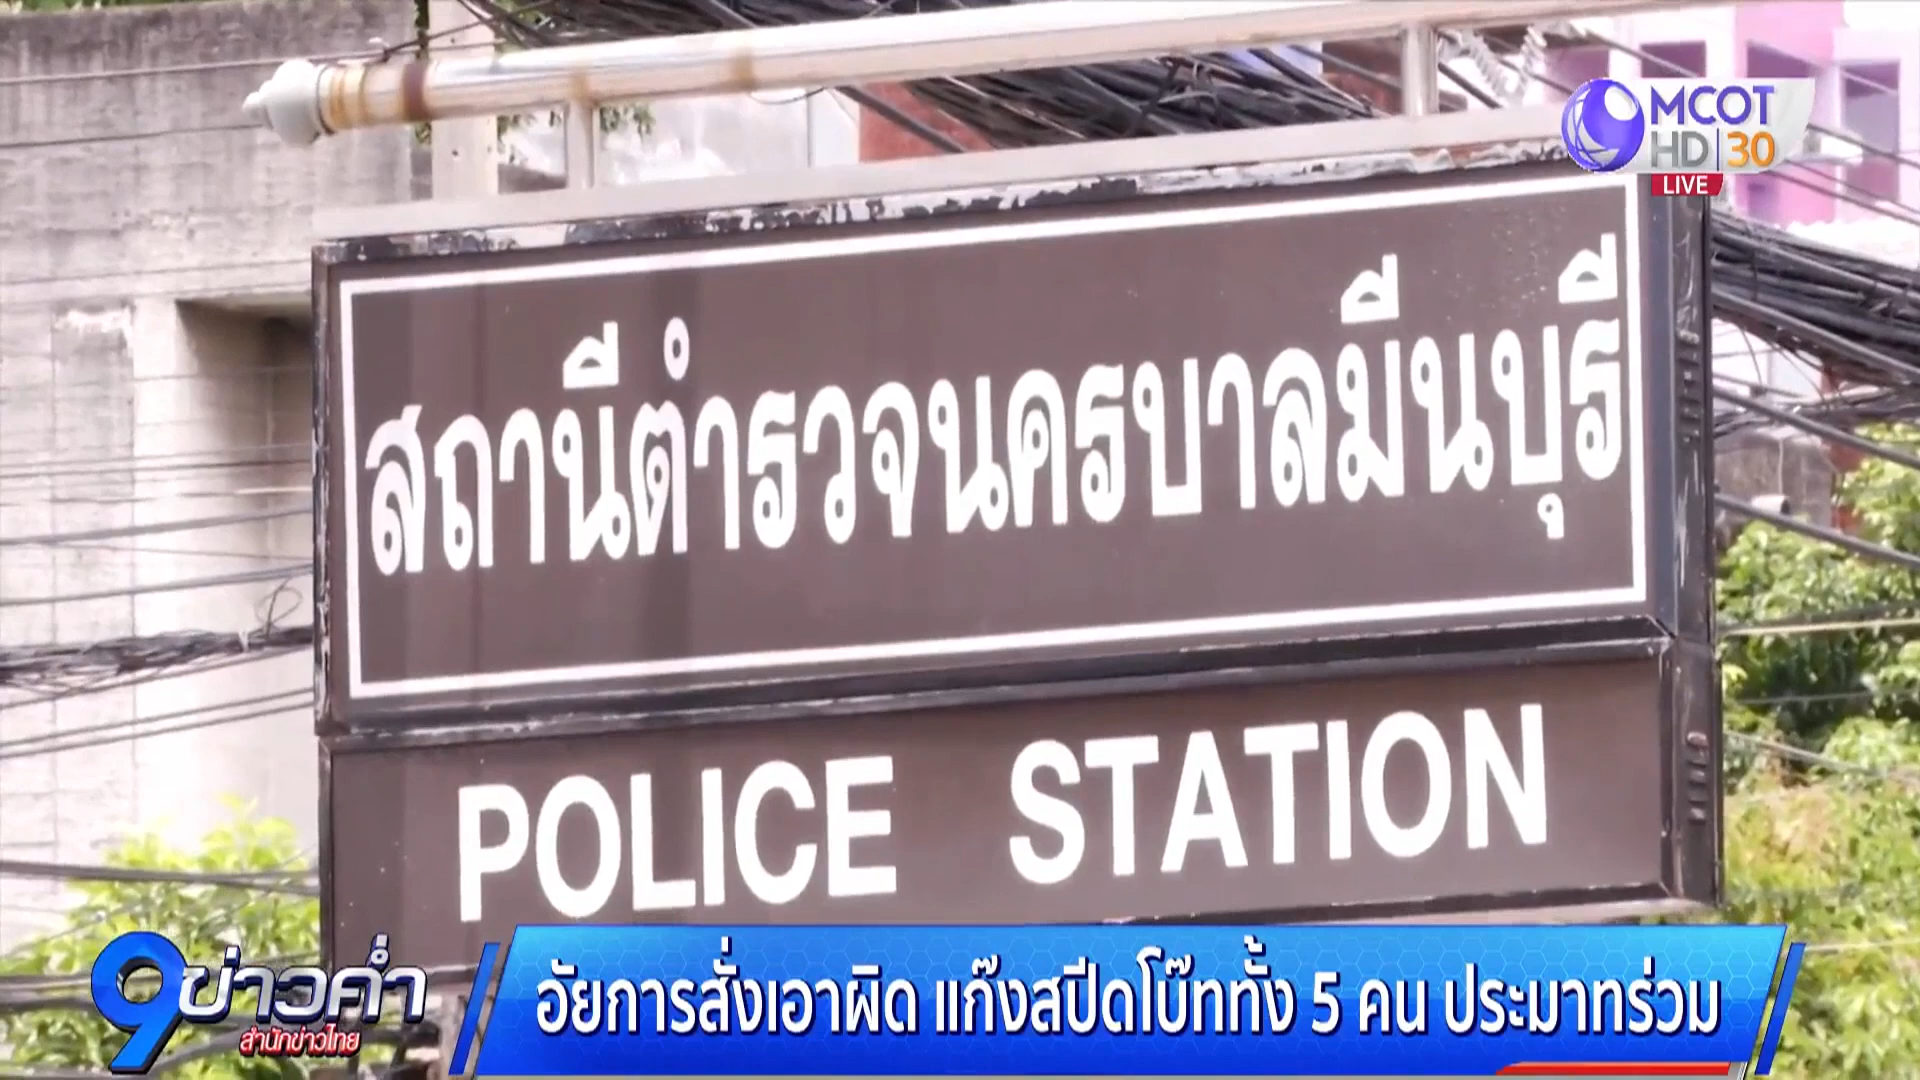 MCOT
HD 30
LIVE
สถานีตำรวจนครบาลมีนบุรี
POLICE STATION
9 ข่าวค่ำ
สำนักข่าวไทย
อัยการสั่งเอาผิด แก๊งสปีดโบ๊ททั้ง 5 คน ประมาทร่วม